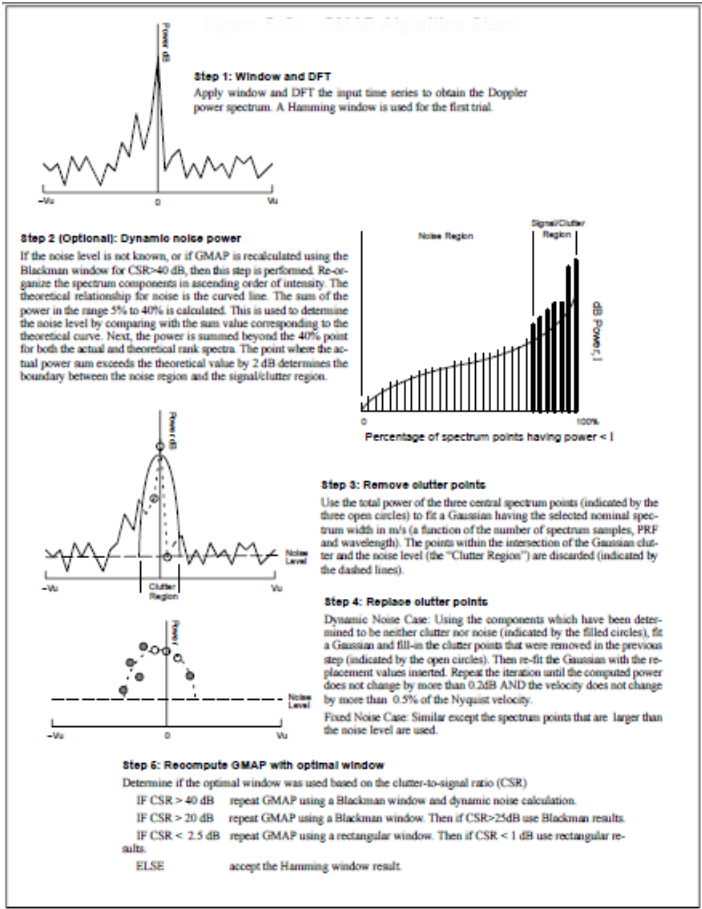 Power dB
Step 1: Window and DFT
Apply window and DFT the input time series to obtain the Doppler
power spectrum. A Hamming window is used for the first trial.
–Vu
0
Vu
Step 2 (Optional): Dynamic noise power
If the noise level is not known, or if GMAP is recalculated using the
Blackman window for CSR>40 dB, then this step is performed. Re-or-
ganize the spectrum components in ascending order of intensity. The
theoretical relationship for noise is the curved line. The sum of the
power in the range 5% to 40% is calculated. This is used to determine
the noise level by comparing with the sum value corresponding to the
theoretical curve. Next, the power is summed beyond the 40% point
for both the actual and theoretical rank spectra. The point where the ac-
tual power sum exceeds the theoretical value by 2 dB determines the
boundary between the noise region and the signal/clutter region.
Noise Region
Signal/Clutter
Region
dB Power, I
0
100%
Percentage of spectrum points having power < I
Power dB
Noise
Level
–Vu
Clutter
Region
Vu
Step 3: Remove clutter points
Use the total power of the three central spectrum points (indicated by the
three open circles) to fit a Gaussian having the selected nominal spec-
trum width in m/s (a function of the number of spectrum samples, PRF
and wavelength). The points within the intersection of the Gaussian clut-
ter and the noise level (the “Clutter Region”) are discarded (indicated by
the dashed lines).
Power
Noise
Level
–Vu
0
Vu
Step 4: Replace clutter points
Dynamic Noise Case: Using the components which have been deter-
mined to be neither clutter nor noise (indicated by the filled circles), fit
a Gaussian and fill-in the clutter points that were removed in the previous
step (indicated by the open circles). Then re-fit the Gaussian with the re-
placement values inserted. Repeat the iteration until the computed power
does not change by more than 0.2dB AND the velocity does not change
by more than 0.5% of the Nyquist velocity.
Fixed Noise Case: Similar except the spectrum points that are larger than
the noise level are used.
Step 5: Recompute GMAP with optimal window
Determine if the optimal window was used based on the clutter-to-signal ratio (CSR)
IF CSR > 40 dB repeat GMAP using a Blackman window and dynamic noise calculation.
IF CSR > 20 dB repeat GMAP using a Blackman window. Then if CSR>25dB use Blackman results.
IF CSR < 2.5 dB repeat GMAP using a rectangular window. Then if CSR < 1 dB use rectangular re-
sults.
ELSE accept the Hamming window result.